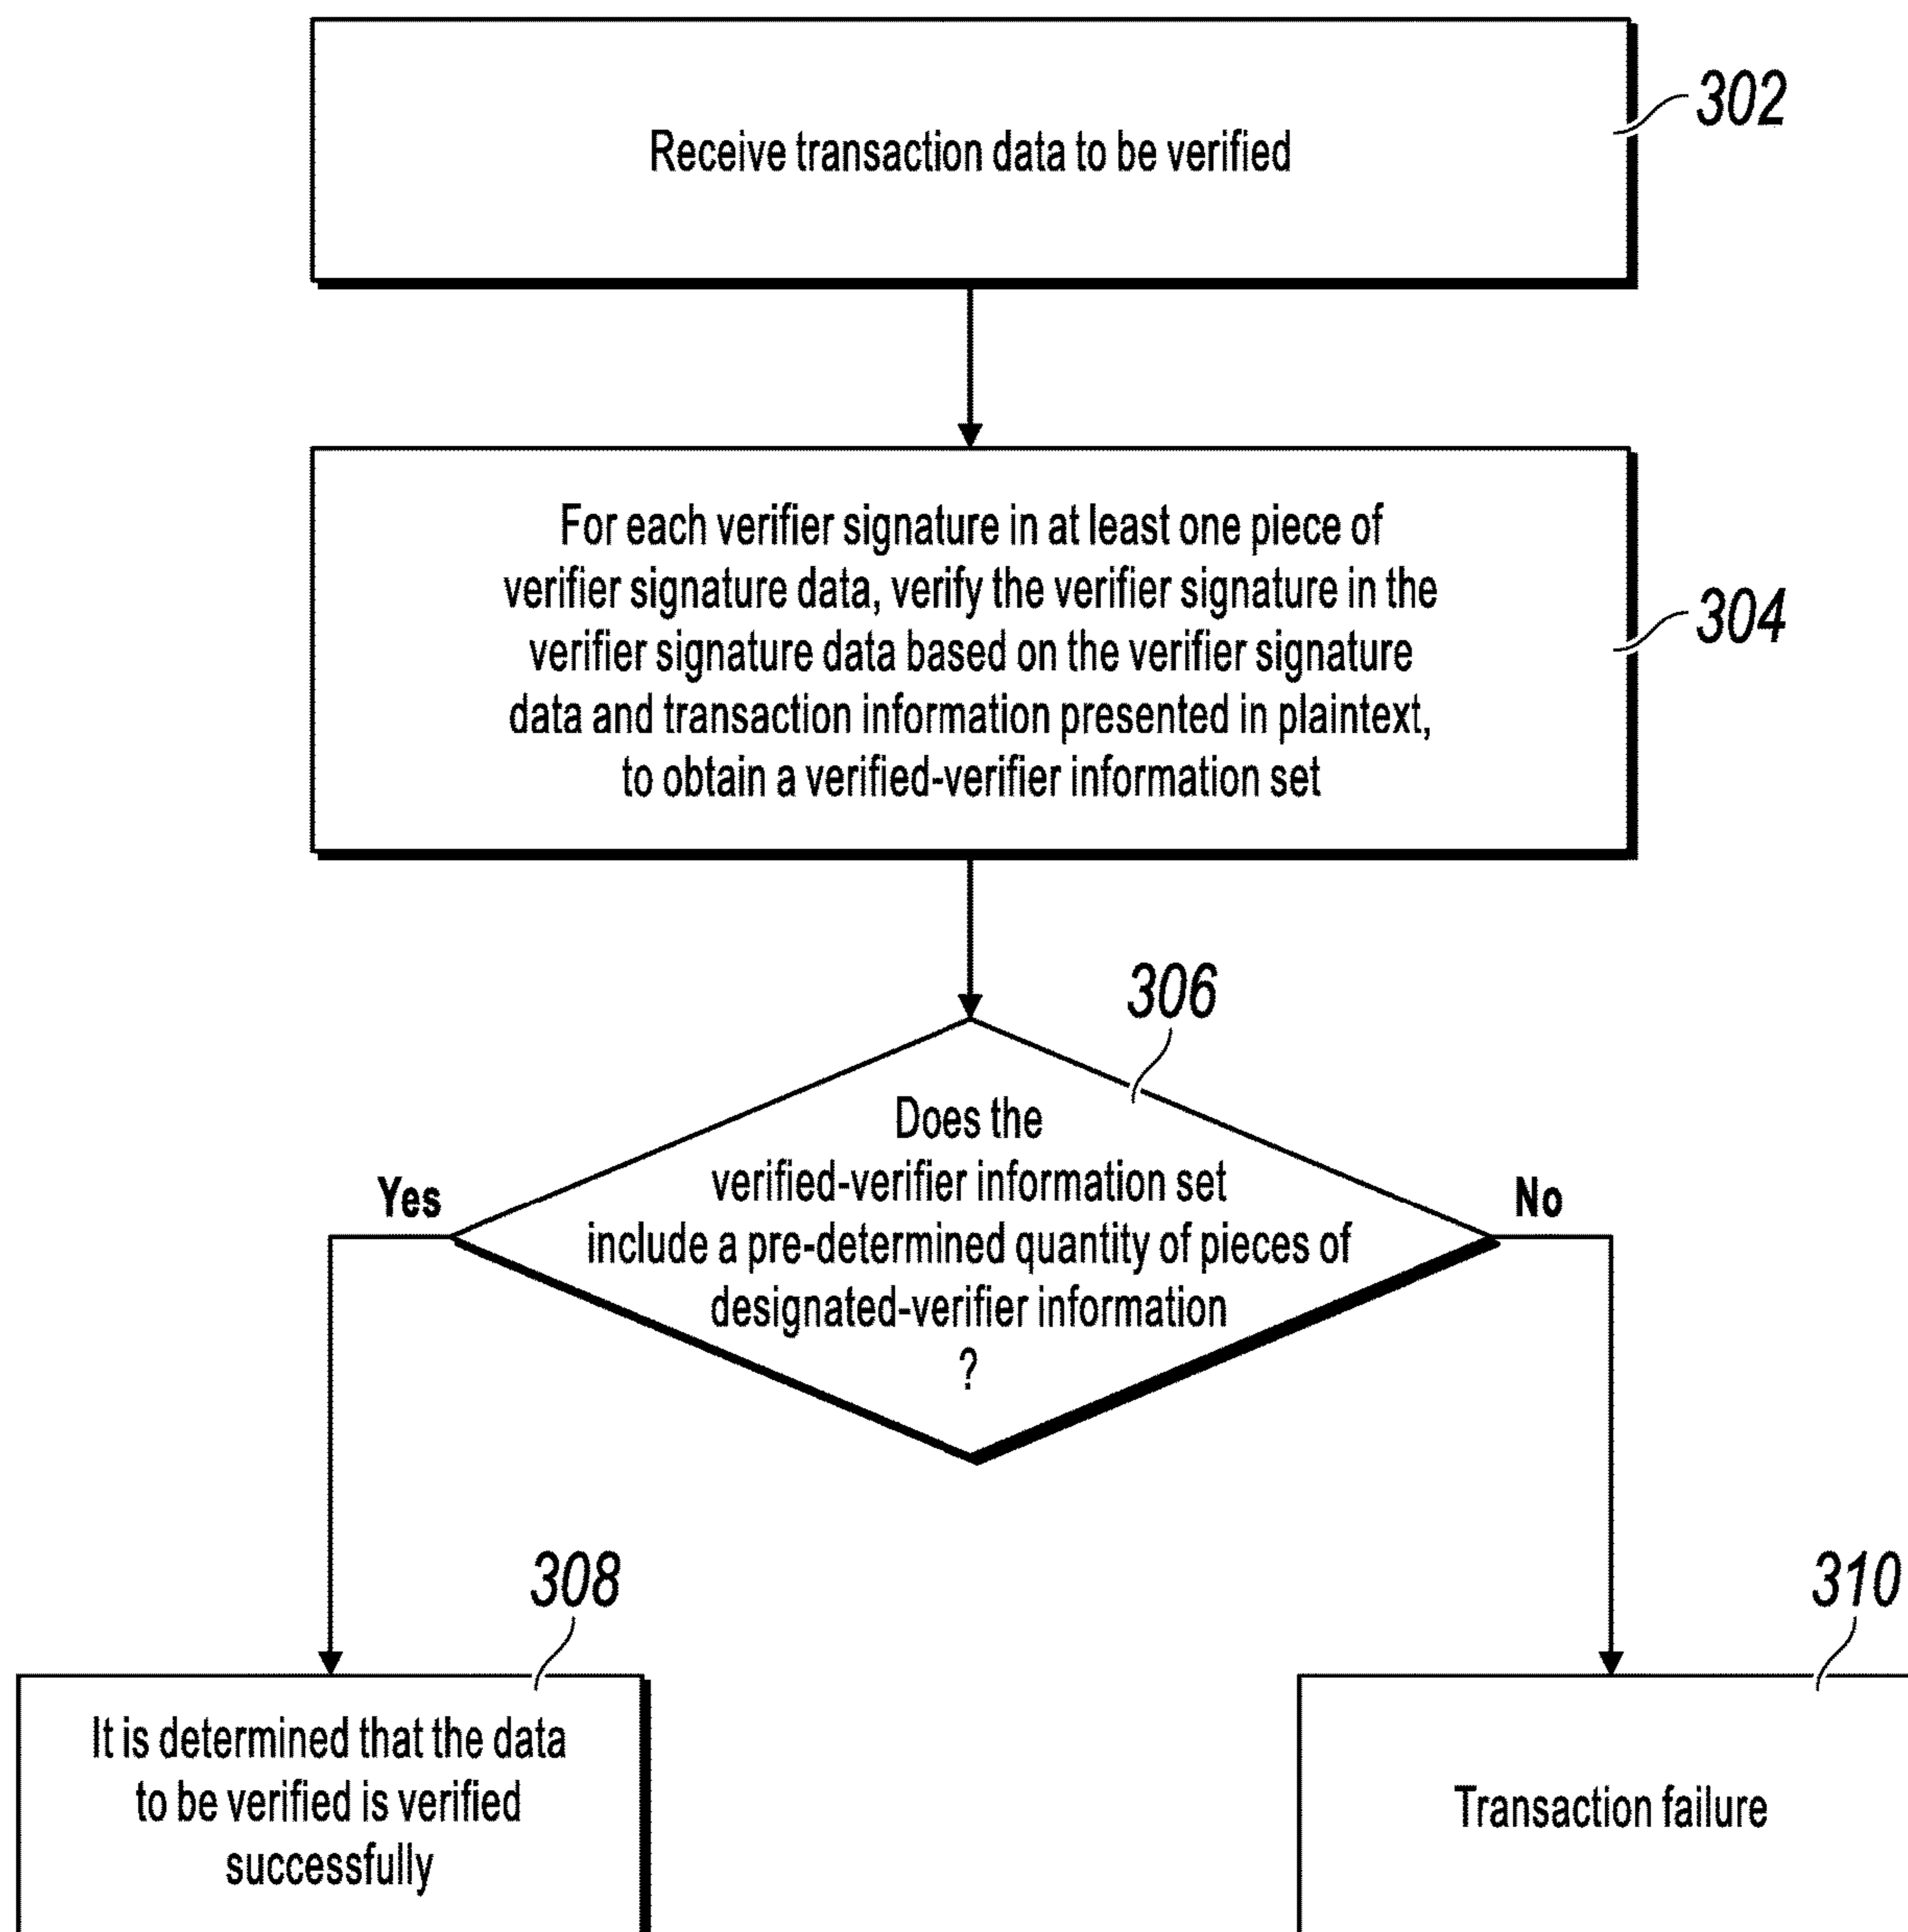 302
Receive transaction data to be verified
For each verifier signature in at least one piece of
verifier signature data, verify the verifier signature in the
verifier signature data based on the verifier signature
data and transaction information presented in plaintext,
to obtain a verified-verifier information set
304
306
Does the
verified-verifier information set
include a pre-determined quantity of pieces of
designated-verifier information
?
Yes
No
308
It is determined that the data
to be verified is verified
successfully
310
Transaction failure